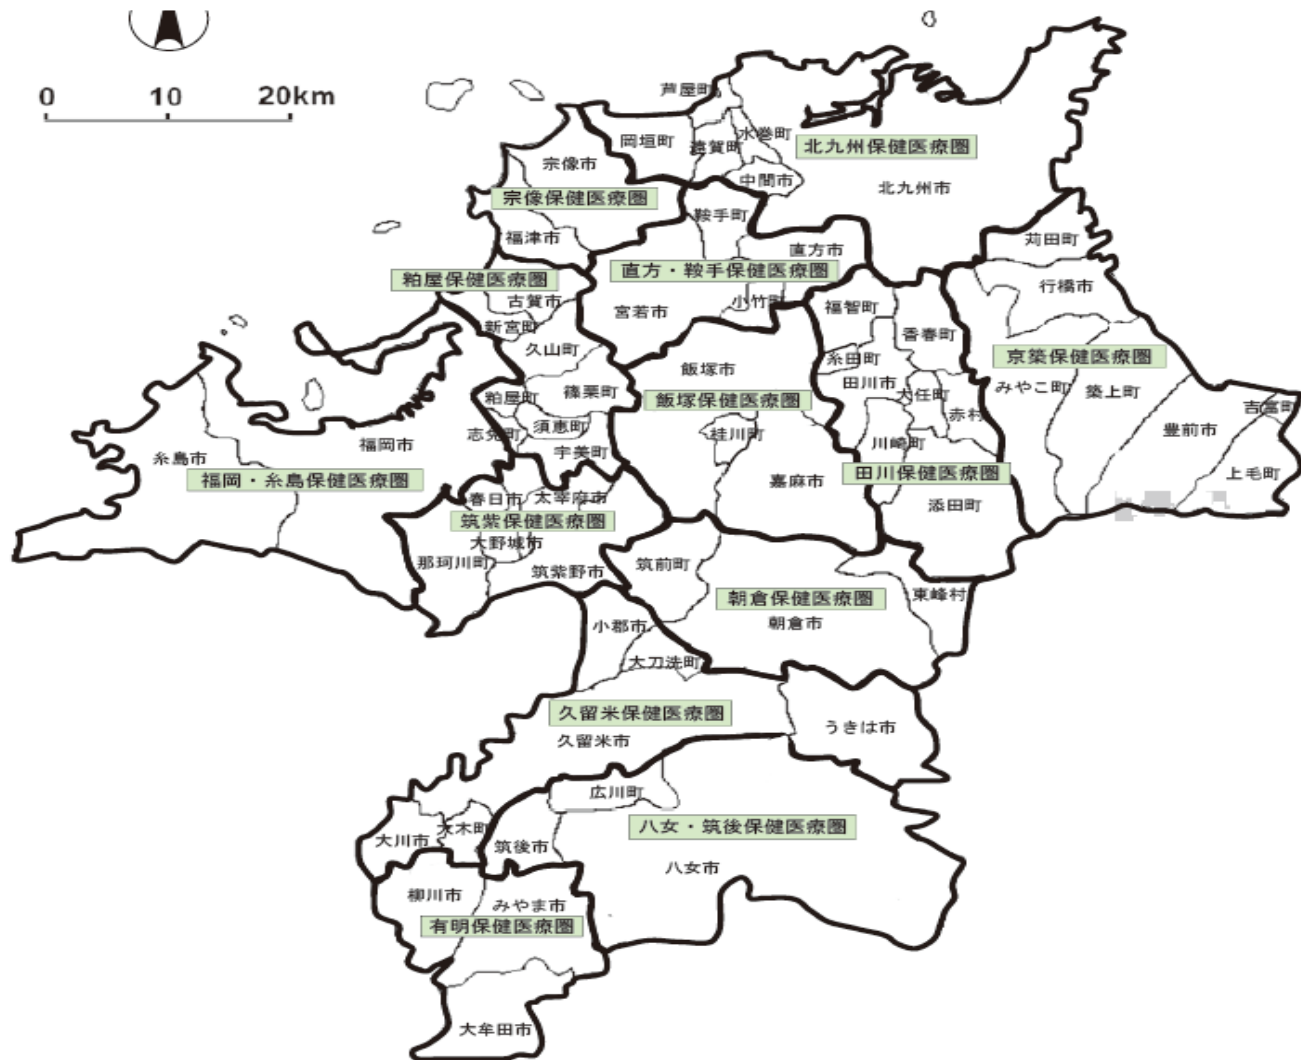 0 10 20km
芦屋町
岡垣町
遠賀町
水巻町
中間市
北九州保健医療圏
北九州市
宗像市
宗像保健医療圏
福津市
鞍手町
直方市
直方・鞍手保健医療圏
宮若市
小竹町
苅田町
行橋市
京築保健医療圏
みやこ町
築上町
豊前市
吉富町
上毛町
粕屋保健医療圏
古賀市
新宮町
久山町
篠栗町
粕屋町
須恵町
志免町
宇美町
福智町
香春町
糸田町
田川市
大任町
赤村
川崎町
田川保健医療圏
添田町
飯塚市
飯塚保健医療圏
桂川町
嘉麻市
福岡市
糸島市
福岡・糸島保健医療圏
春日市
太宰府市
筑紫保健医療圏
大野城市
那珂川町
筑紫野市
筑前町
朝倉保健医療圏
朝倉市
東峰村
小郡市
大刀洗町
久留米保健医療圏
久留米市
うきは市
大川市
大木町
広川町
筑後市
八女・筑後保健医療圏
八女市
柳川市
みやま市
有明保健医療圏
大牟田市